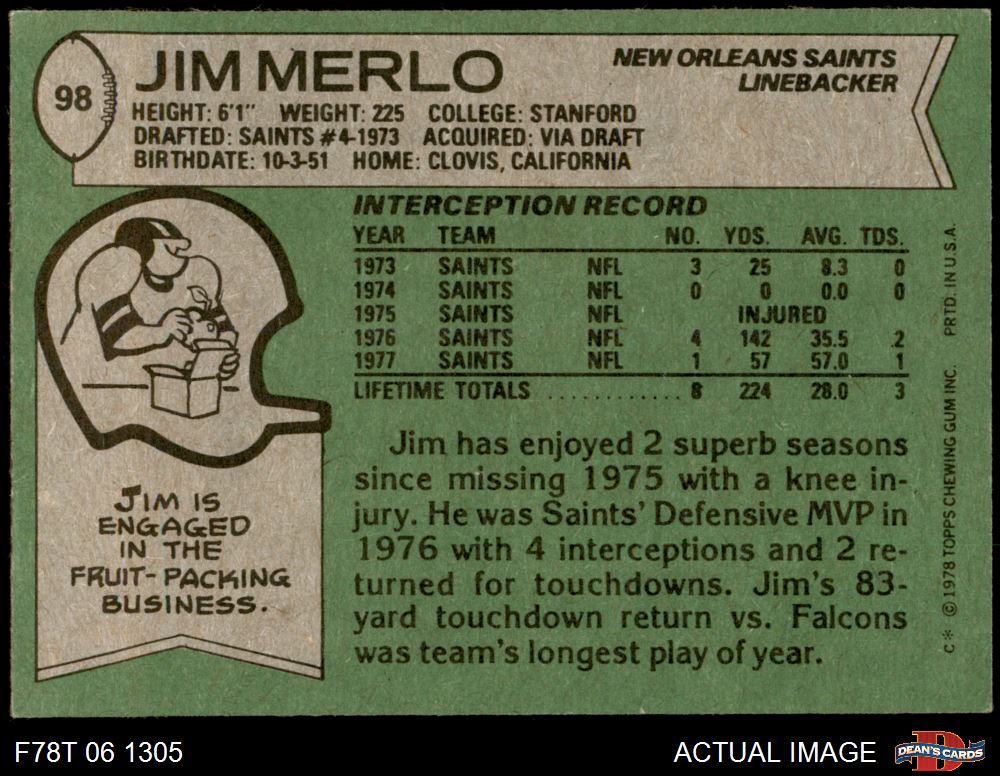 98
JIM MERLO
NEW ORLEANS SAINTS
LINEBACKER
HEIGHT: 6'1" WEIGHT: 225 COLLEGE: STANFORD
DRAFTED: SAINTS #4-1973 ACQUIRED: VIA DRAFT
BIRTHDATE: 10-3-51 HOME: CLOVIS, CALIFORNIA
INTERCEPTION RECORD
YEAR TEAM NO. YDS. AVG. TDS.
1973 SAINTS NFL 3 25 8.3 0
1974 SAINTS NFL 0 0 0.0 0
1975 SAINTS NFL INJURED
1976 SAINTS NFL 4 142 35.5 2
1977 SAINTS NFL 1 57 57.0 1
LIFETIME TOTALS ............ 8 224 28.0 3
JIM IS
ENGAGED
IN THE
FRUIT-PACKING
BUSINESS.
Jim has enjoyed 2 superb seasons
since missing 1975 with a knee in-
jury. He was Saints' Defensive MVP in
1976 with 4 interceptions and 2 re-
turned for touchdowns. Jim's 83-
yard touchdown return vs. Falcons
was team's longest play of year.
C* © 1978 TOPPS CHEWING GUM INC. PRTD. IN U.S.A.
F78T 06 1305
ACTUAL IMAGE
DEAN'S CARDS